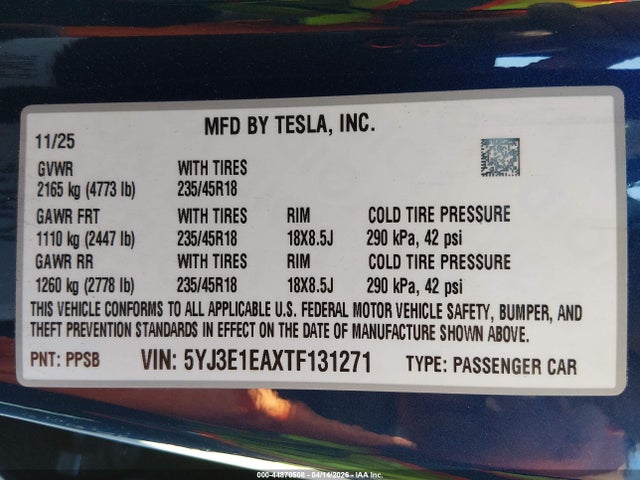 MFD BY TESLA, INC.
11/25
GVWR WITH TIRES
2165 kg (4773 lb) 235/45R18
GAWR FRT WITH TIRES RIM COLD TIRE PRESSURE
1110 kg (2447 lb) 235/45R18 18X8.5J 290 kPa, 42 psi
GAWR RR WITH TIRES RIM COLD TIRE PRESSURE
1260 kg (2778 lb) 235/45R18 18X8.5J 290 kPa, 42 psi
THIS VEHICLE CONFORMS TO ALL APPLICABLE U.S. FEDERAL MOTOR VEHICLE SAFETY, BUMPER, AND
THEFT PREVENTION STANDARDS IN EFFECT ON THE DATE OF MANUFACTURE SHOWN ABOVE.
PNT: PPSB VIN: 5YJ3E1EAXTF131271 TYPE: PASSENGER CAR
000-44870508 - 04/14/2026 - IAA Inc.